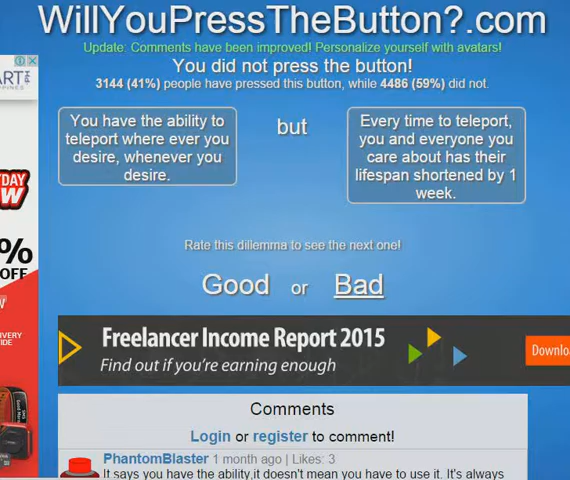 WillYouPressTheButton?.com
Update: Comments have been improved! Personalize yourself with avatars!
You did not press the button!
3144 (41%) people have pressed this button, while 4486 (59%) did not.
You have the ability to
teleport where ever you
desire, whenever you
desire.
but
Every time to teleport,
you and everyone you
care about has their
lifespan shortened by 1
week.
Rate this dillemma to see the next one!
Good or Bad
Freelancer Income Report 2015
Find out if you're earning enough
Downlo
Comments
Login or register to comment!
PhantomBlaster 1 month ago | Likes: 3
It says you have the ability,it doesn't mean you have to use it. It's always
ART
DAY
W
%
OFF